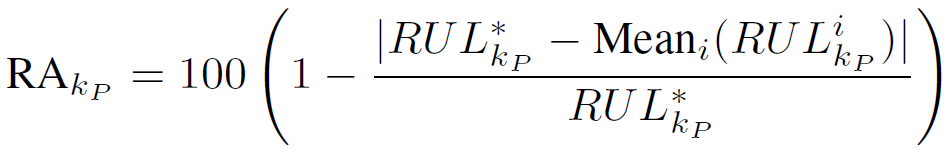 RA_{k_P} = 100 \left( 1 - \frac{|RUL^*_{k_P} - \text{Mean}_i(RUL^i_{k_P})|}{RUL^*_{k_P}} \right)